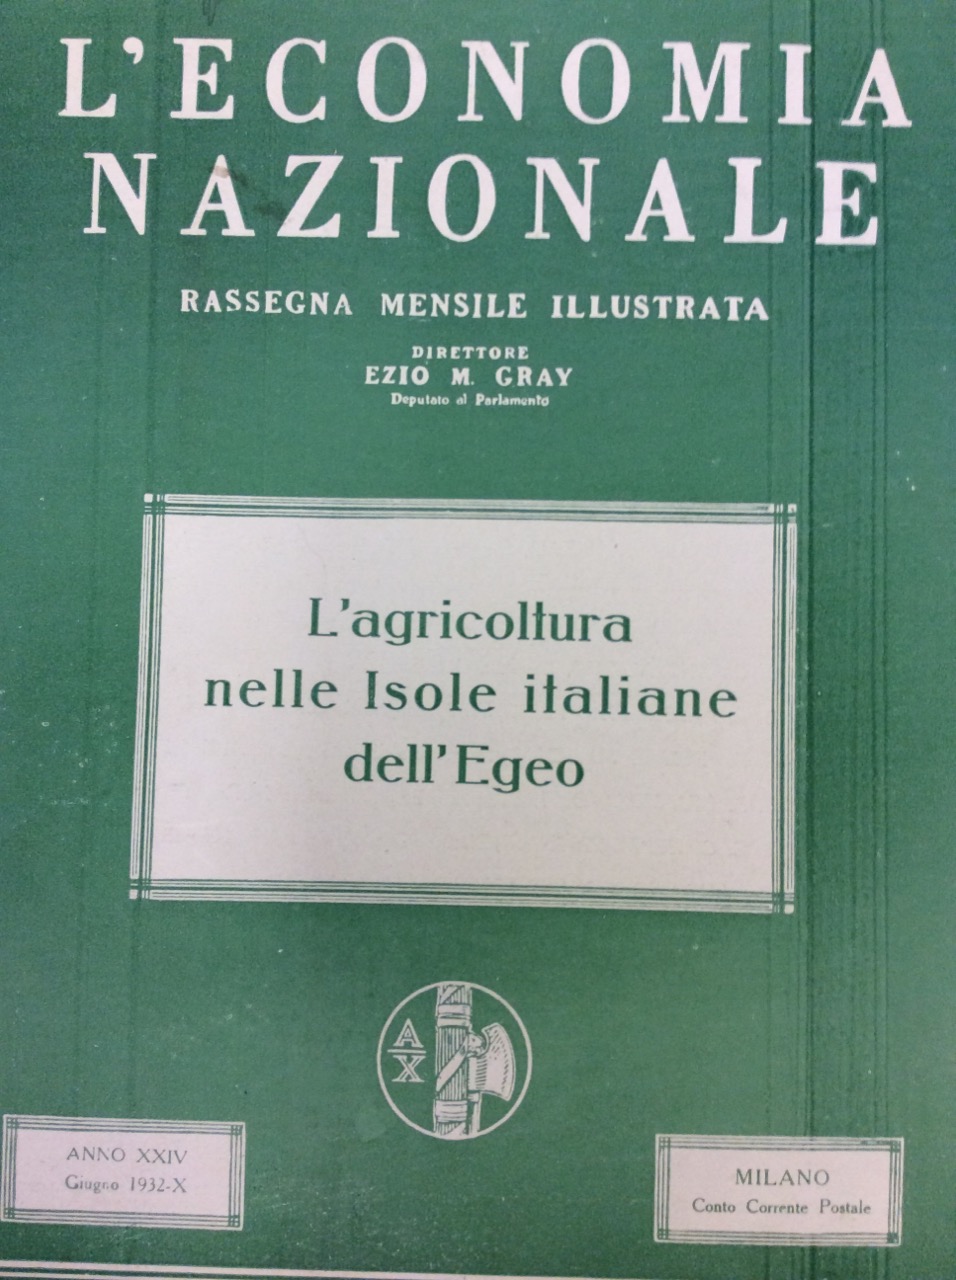 L'ECONOMIA
NAZIONALE
RASSEGNA MENSILE ILLUSTRATA
DIRETTORE
EZIO M. GRAY
Deputato al Parlamento
L'agricoltura
nelle Isole italiane
dell'Egeo
A
X
ANNO XXIV
Giugno 1932-X
MILANO
Conto Corrente Postale